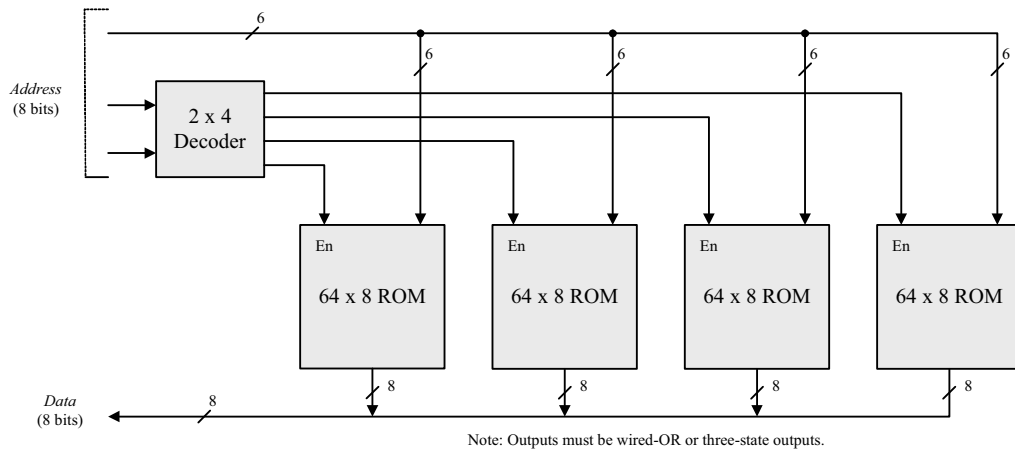 6
6
6
6
6
Address
(8 bits)
2 x 4
Decoder
En
En
En
En
64 x 8 ROM
64 x 8 ROM
64 x 8 ROM
64 x 8 ROM
8
8
8
8
Data
(8 bits)
8
Note: Outputs must be wired-OR or three-state outputs.